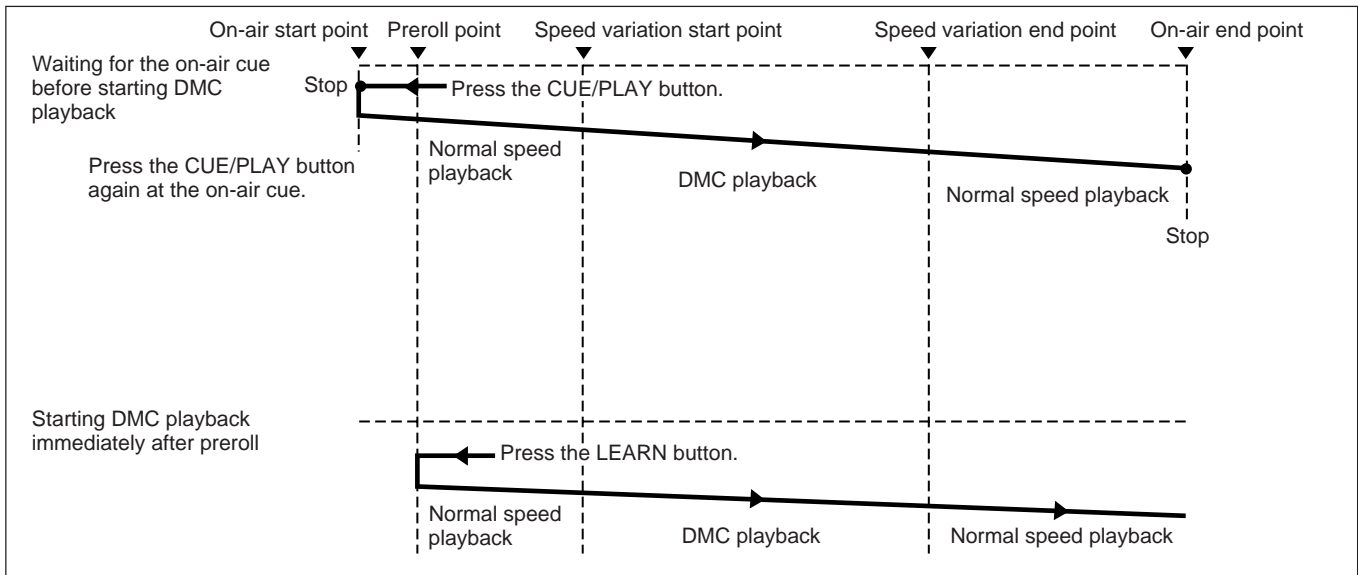 On-air start point
Preroll point
Speed variation start point
Speed variation end point
On-air end point
Waiting for the on-air cue
before starting DMC
playback
Stop
Press the CUE/PLAY button.
Press the CUE/PLAY button
again at the on-air cue.
Normal speed
playback
DMC playback
Normal speed playback
Stop
Starting DMC playback
immediately after preroll
Press the LEARN button.
Normal speed
playback
DMC playback
Normal speed playback